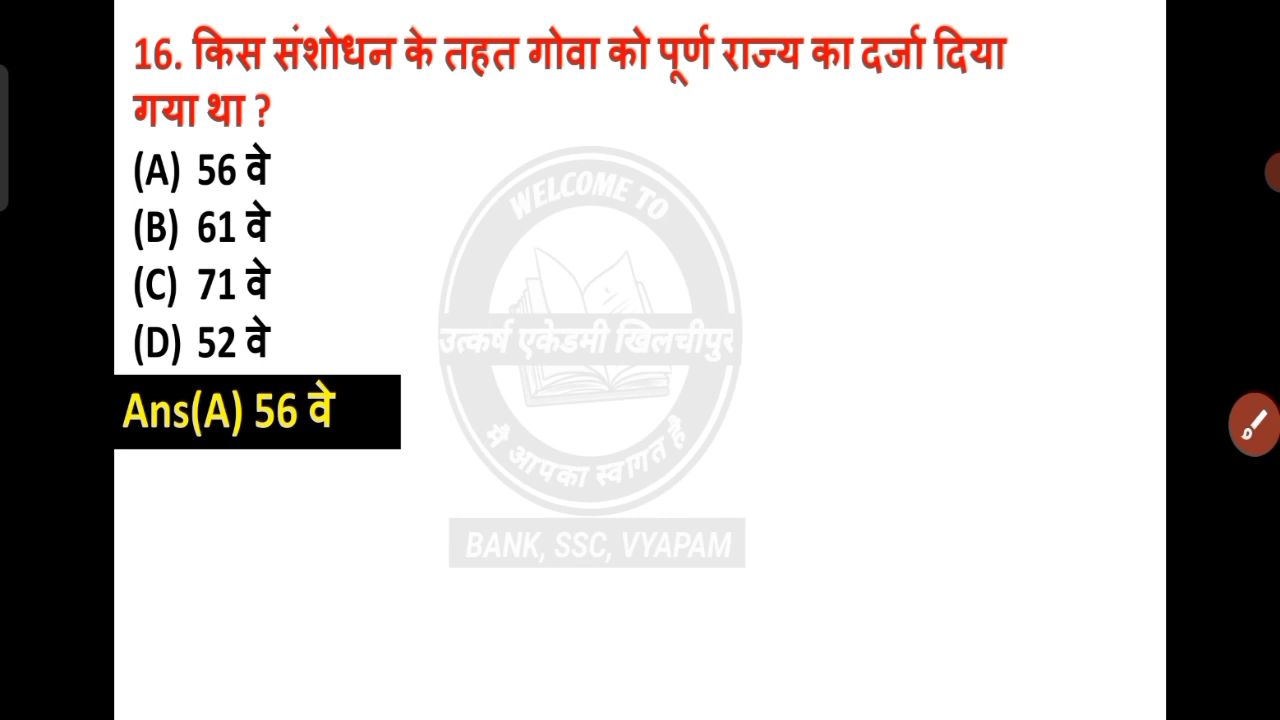 16. किस संशोधन के तहत गोवा को पूर्ण राज्य का दर्जा दिया
गया था ?
(A) 56 वे
(B) 61 वे
(C) 71 वे
(D) 52 वे
Ans(A) 56 वे
WELCOME TO
उत्कर्ष एकेडमी खिलचीपुर
मै आपका स्वागत है
BANK, SSC, VYAPAM